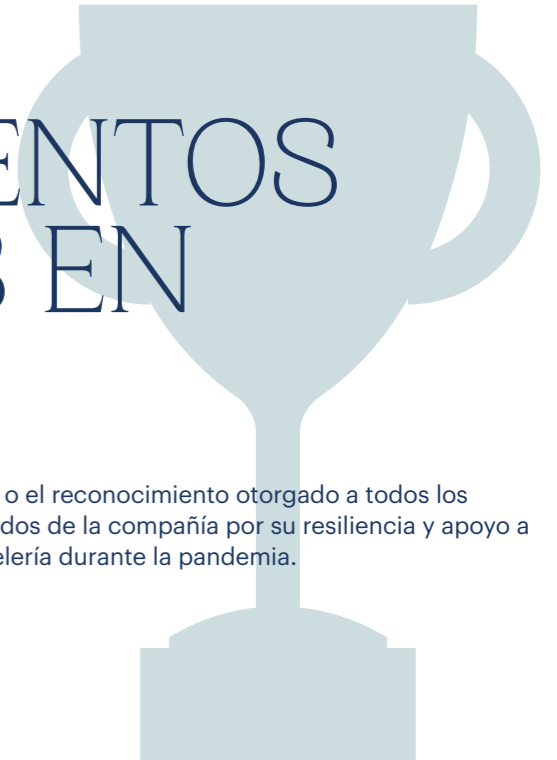 ENTOS
EN
o el reconocimiento otorgado a todos los
dos de la compañía por su resiliencia y apoyo a
elería durante la pandemia.